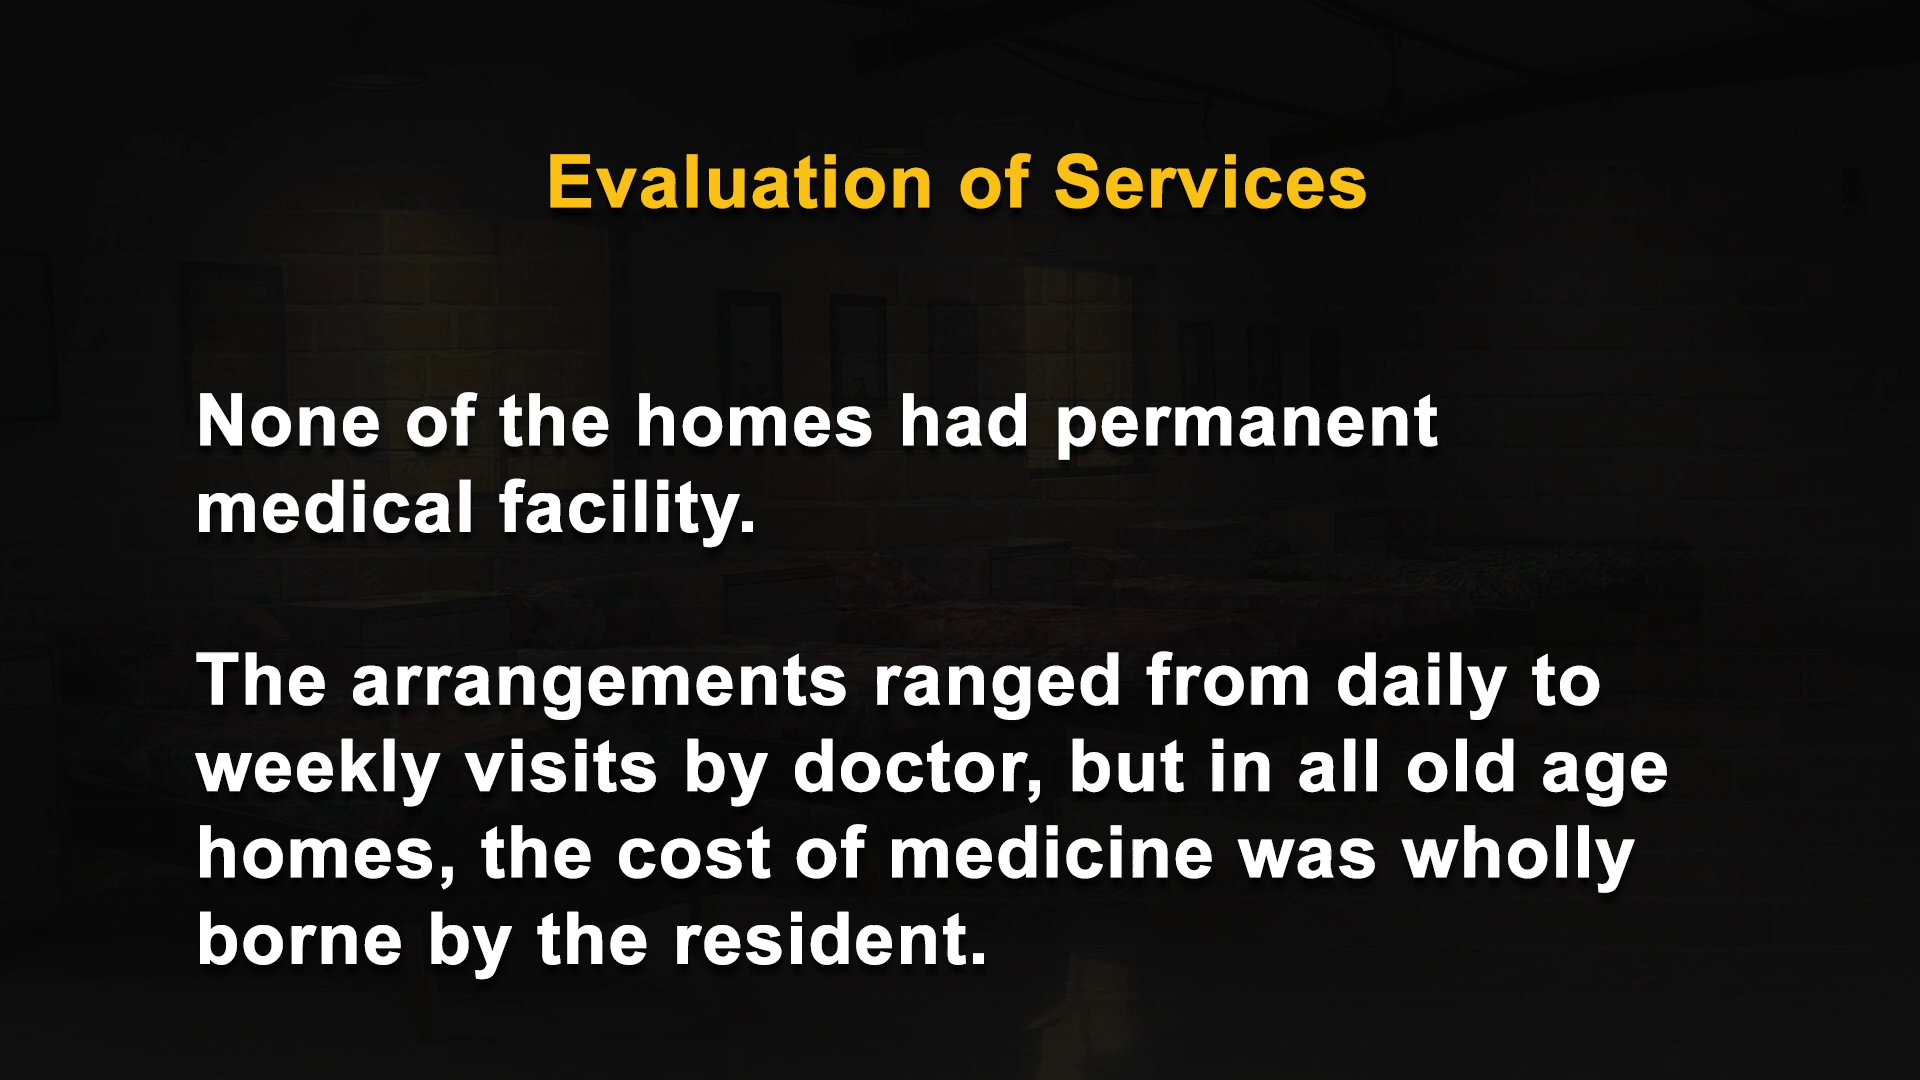 Evaluation of Services
None of the homes had permanent
medical facility.
The arrangements ranged from daily to
weekly visits by doctor, but in all old age
homes, the cost of medicine was wholly
borne by the resident.